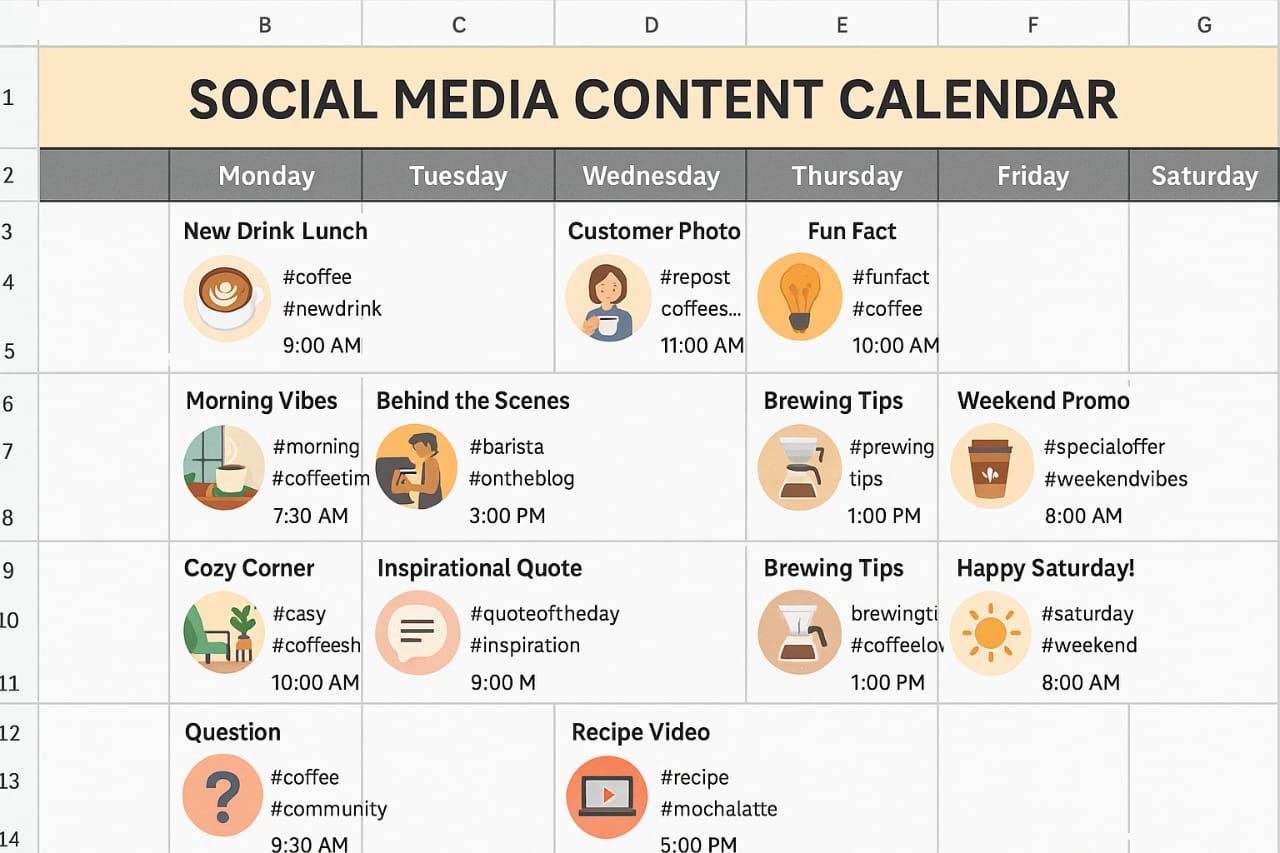 B C D E F G
1 SOCIAL MEDIA CONTENT CALENDAR
2 Monday Tuesday Wednesday Thursday Friday Saturday
3 New Drink Lunch Customer Photo Fun Fact
4 #coffee #repost #funfact
#newdrink coffees... #coffee
5 9:00 AM 11:00 AM 10:00 AM
6 Morning Vibes Behind the Scenes Brewing Tips Weekend Promo
7 #morning #barista #prewing #specialoffer
#coffeetim #ontheblog tips #weekendvibes
8 7:30 AM 3:00 PM 1:00 PM 8:00 AM
9 Cozy Corner Inspirational Quote Brewing Tips Happy Saturday!
10 #casy #quoteoftheday brewingti #saturday
#coffeesh #inspiration #coffeelov #weekend
11 10:00 AM 9:00 M 1:00 PM 8:00 AM
12 Question Recipe Video
13 #coffee #recipe
#community #mochalatte
14 9:30 AM 5:00 PM